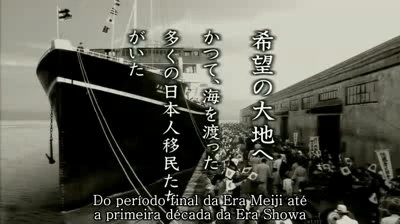 希望の大地へ
かつて、海を渡った
多くの日本人移民たち
がいた
Do período final da Era Meiji até
a primeira década da Era Showa